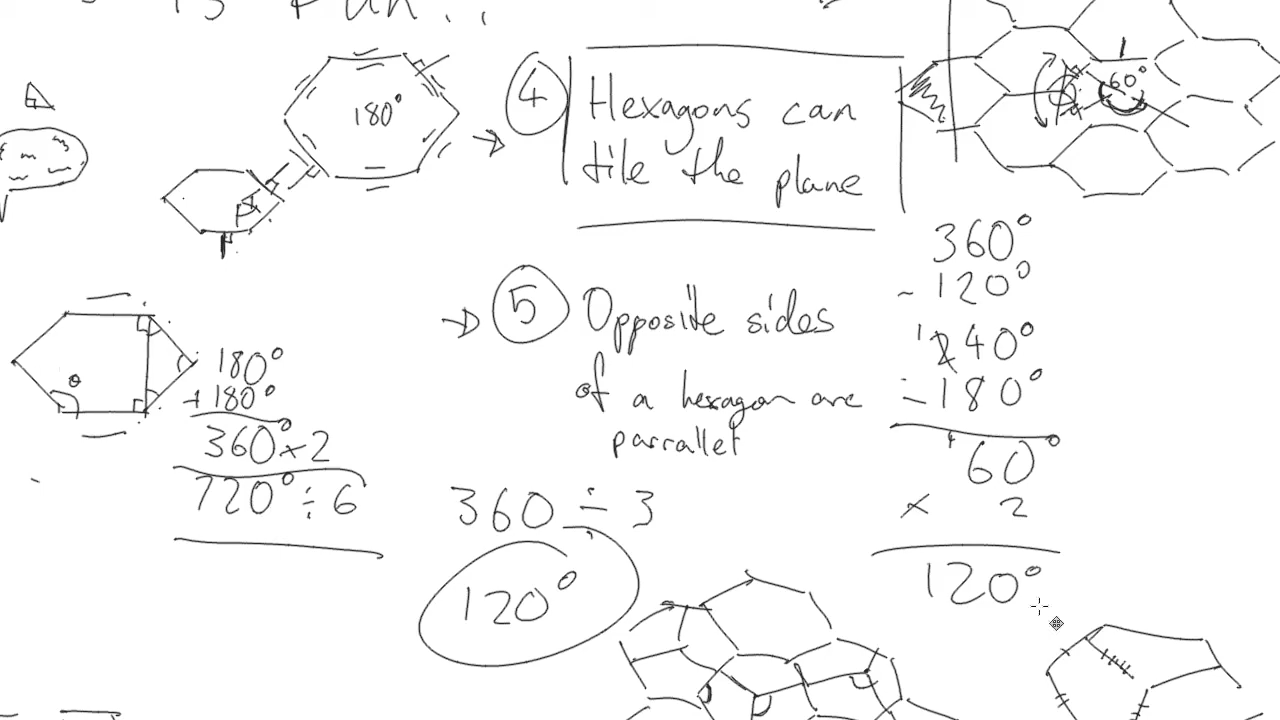 180°
4
Hexagons can
tile the plane
60°
5
Opposite sides
of a hexagon are
parrallel
θ
180°
+180°
360° x 2
720° ÷ 6
360 ÷ 3
120°
360°
- 120°
240°
- 180°
60°
x 2
120°